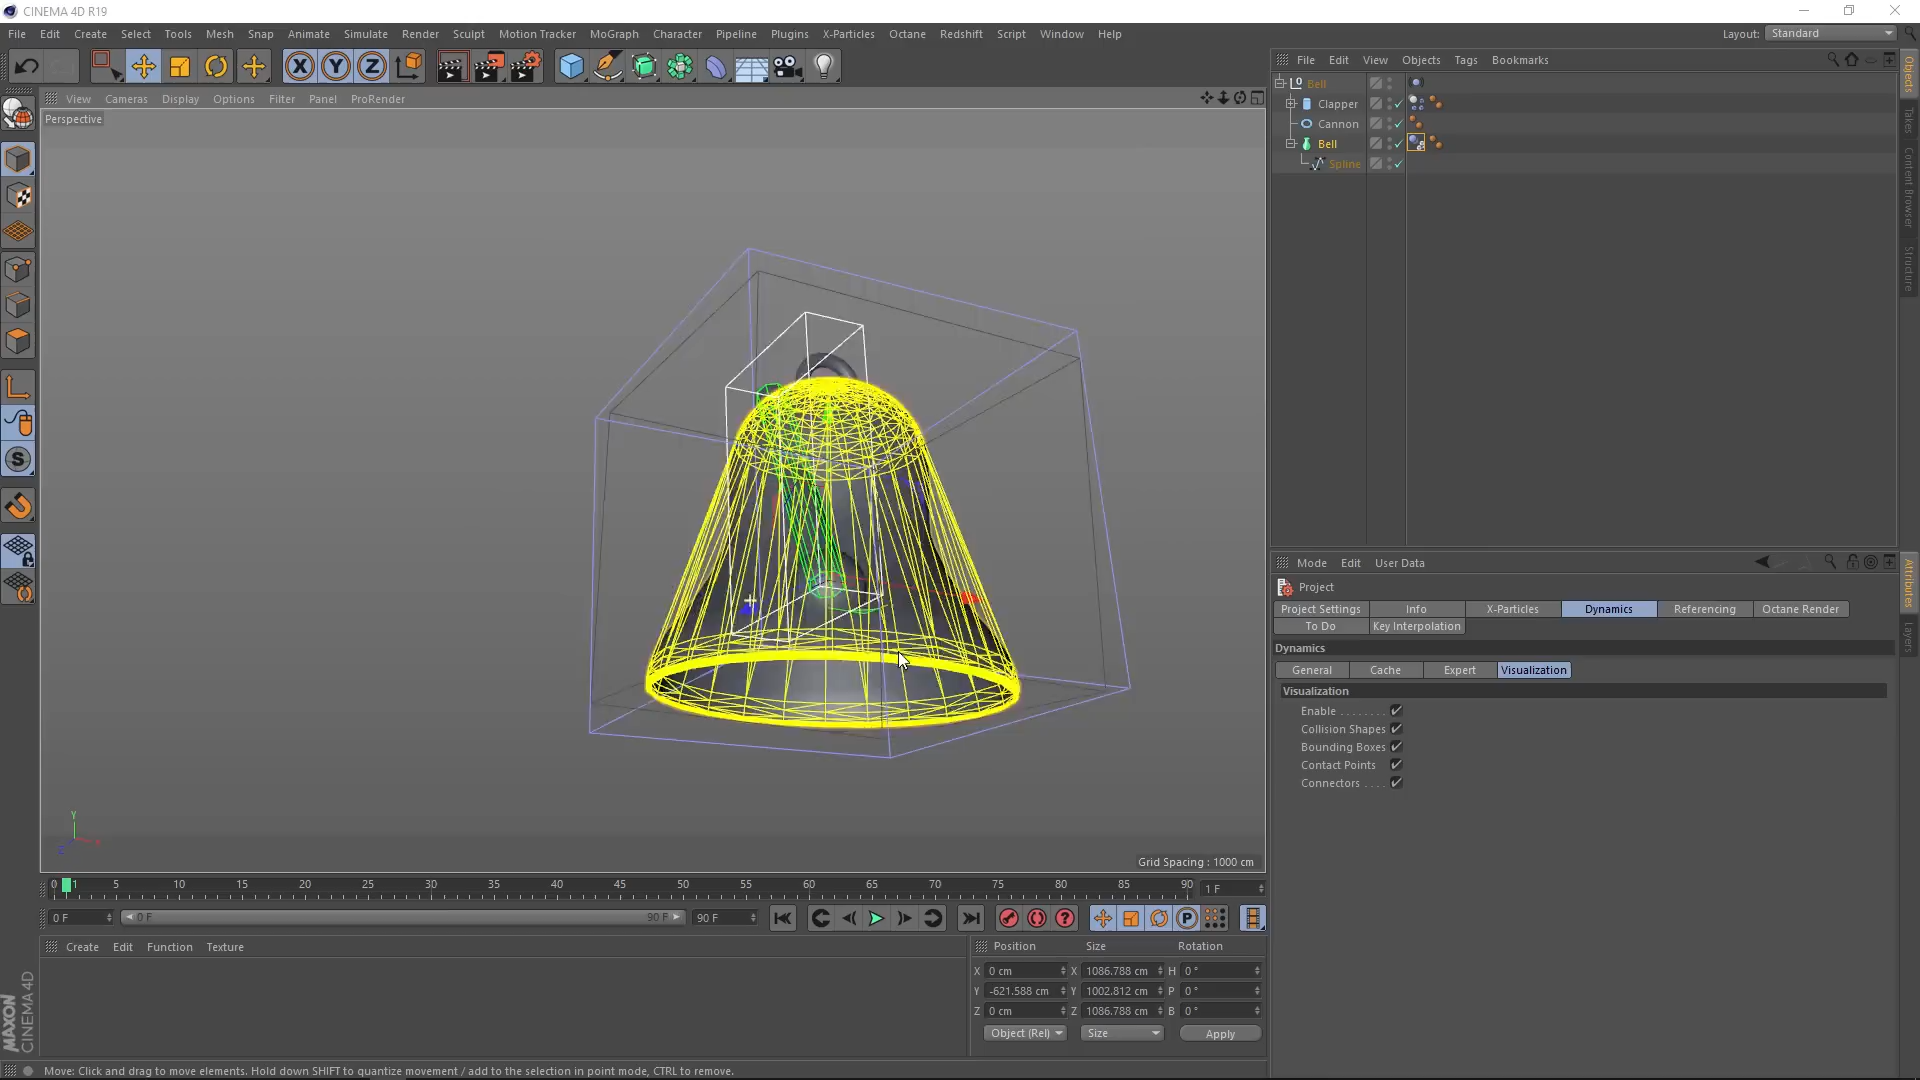 CINEMA 4D R19
File Edit Create Select Tools Mesh Snap Animate Simulate Render Sculpt Motion Tracker MoGraph Character Pipeline Plugins X-Particles Octane Redshift Script Window Help
Layout: Standard
X Y Z
View Cameras Display Options Filter Panel ProRender
Perspective
Grid Spacing : 1000 cm
Y X Z
File Edit View Objects Tags Bookmarks
Bell
Clapper
Cannon
Bell
Spline
Objects
Takes
Content Browser
Structure
Mode Edit User Data
Project
Project Settings Info X-Particles Dynamics Referencing Octane Render
To Do Key Interpolation
Dynamics
General Cache Expert Visualization
Visualization
Enable . . . . . . . .
Collision Shapes
Bounding Boxes
Contact Points
Connectors . . . .
Attributes
Layers
0 1 5 10 15 20 25 30 35 40 45 50 55 60 65 70 75 80 85 90 1 F
0 F 0 F 90 F 90 F
Create Edit Function Texture
Position Size Rotation
X 0 cm X 1086.788 cm H 0 °
Y -621.588 cm Y 1002.812 cm P 0 °
Z 0 cm Z 1086.788 cm B 0 °
Object (Rel) Size Apply
MAXON
CINEMA 4D
Move: Click and drag to move elements. Hold down SHIFT to quantize movement / add to the selection in point mode, CTRL to remove.